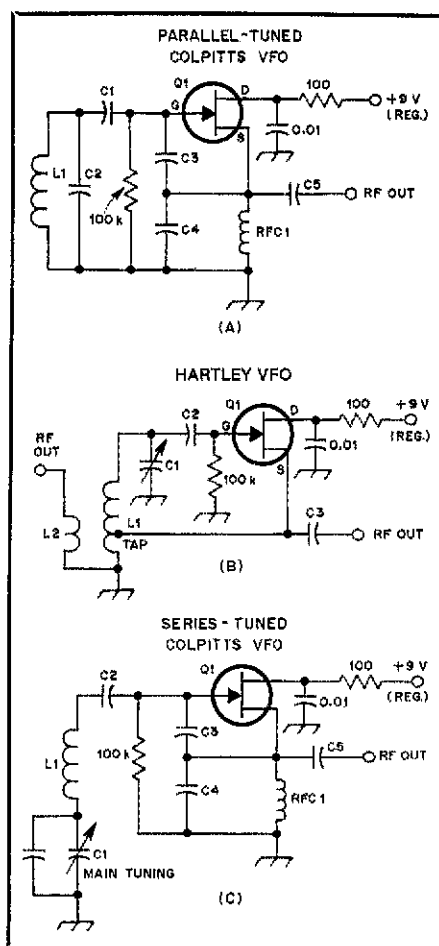 PARALLEL-TUNED
COLPITTS VFO
C1
Q1
G
D
S
100
+9 V
(REG.)
0.01
C3
L1
C2
100 k
C4
C5
RF OUT
RFC1
(A)
HARTLEY VFO
RF
OUT
C2
Q1
G
D
S
100
+9 V
(REG.)
0.01
C1
100 k
L2
L1
TAP
C3
RF OUT
(B)
SERIES-TUNED
COLPITTS VFO
C2
Q1
100
+9 V
(REG.)
0.01
C3
100 k
L1
C5
RF OUT
C4
RFC1
C1
MAIN TUNING
(C)